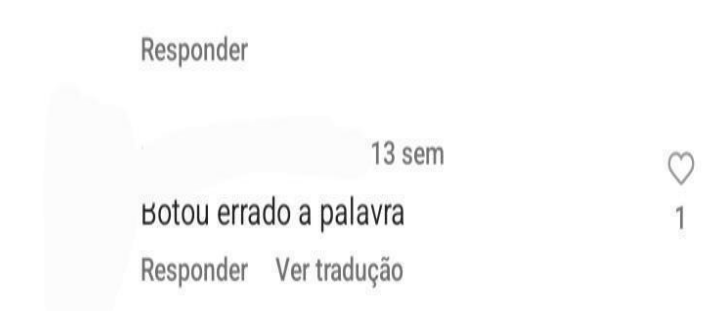 Responder
13 sem
Botou errado a palavra
1
Responder Ver tradução